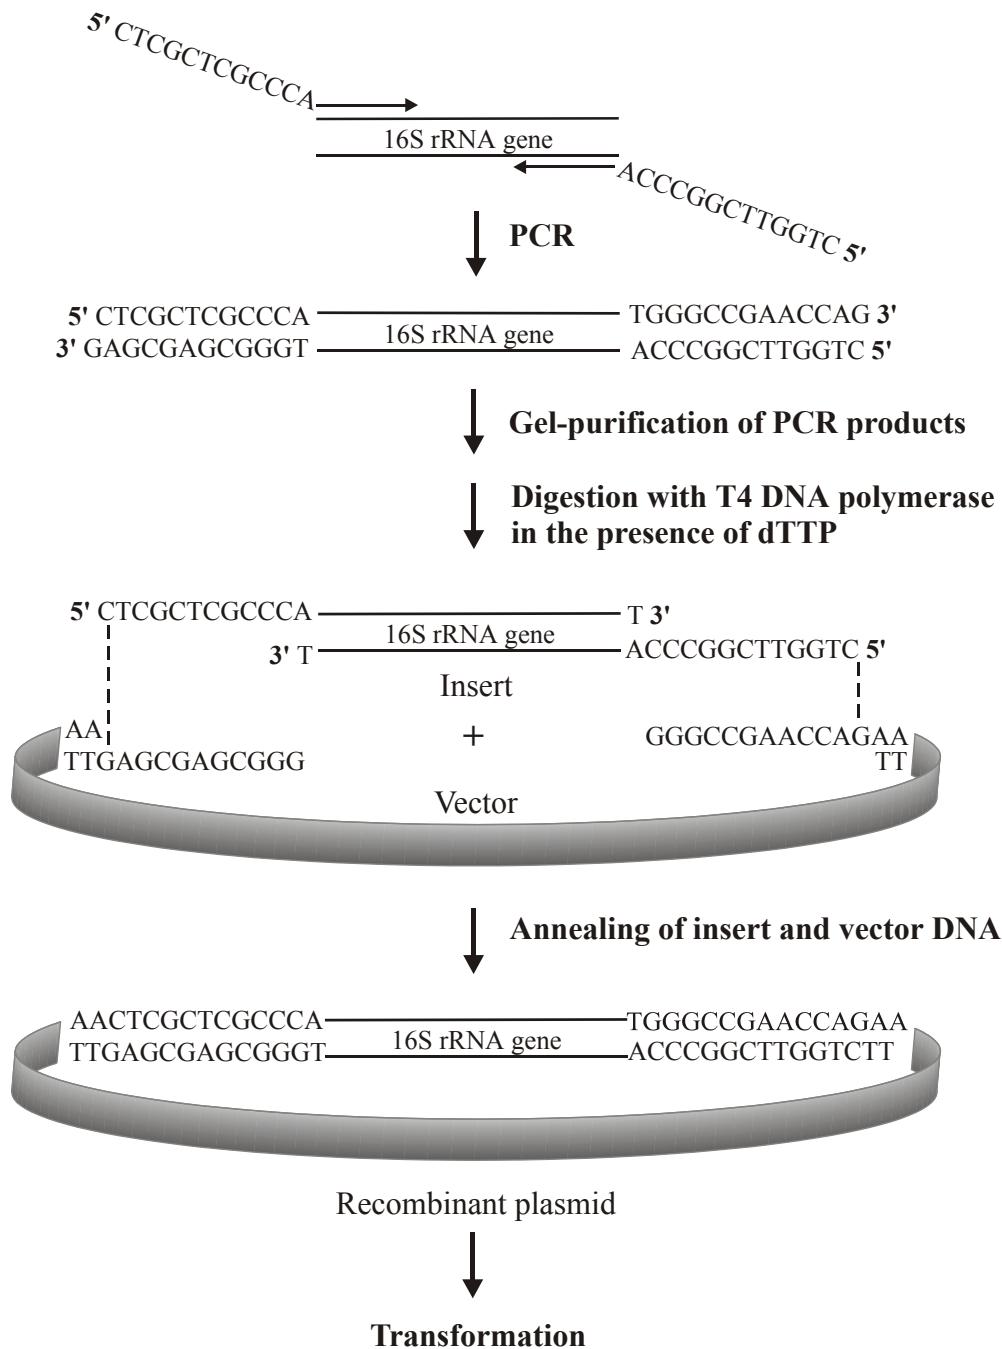 5' CTCGCTCGCCCA
16S rRNA gene
ACCCGGCTTGGTC 5'
PCR
5' CTCGCTCGCCCA TGGGCCGAACCAG 3'
16S rRNA gene
3' GAGCGAGCGGGT ACCCGGCTTGGTC 5'
Gel-purification of PCR products
Digestion with T4 DNA polymerase
in the presence of dTTP
5' CTCGCTCGCCCA T 3'
16S rRNA gene
3' T ACCCGGCTTGGTC 5'
Insert
+
AA GGGCCGAACCAGAA
TTGAGCGAGCGGG TT
Vector
Annealing of insert and vector DNA
AACTCGCTCGCCCA TGGGCCGAACCAGAA
16S rRNA gene
TTGAGCGAGCGGGT ACCCGGCTTGGTCTT
Recombinant plasmid
Transformation